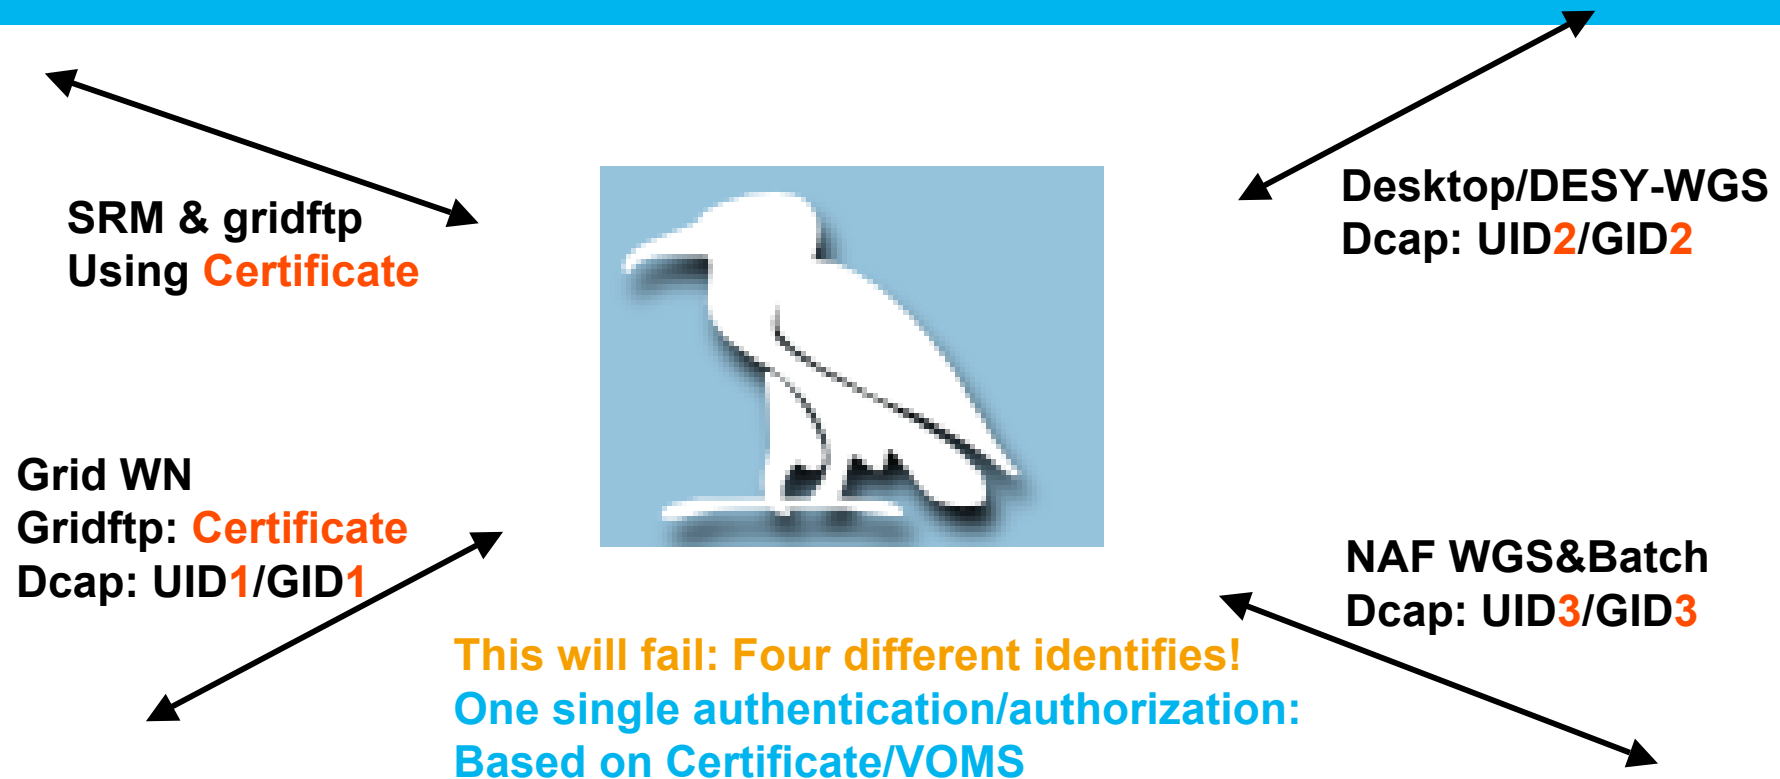 SRM & gridftp
Using Certificate
Desktop/DESY-WGS
Dcap: UID2/GID2
Grid WN
Gridftp: Certificate
Dcap: UID1/GID1
NAF WGS&Batch
Dcap: UID3/GID3
This will fail: Four different identifies!
One single authentication/authorization:
Based on Certificate/VOMS